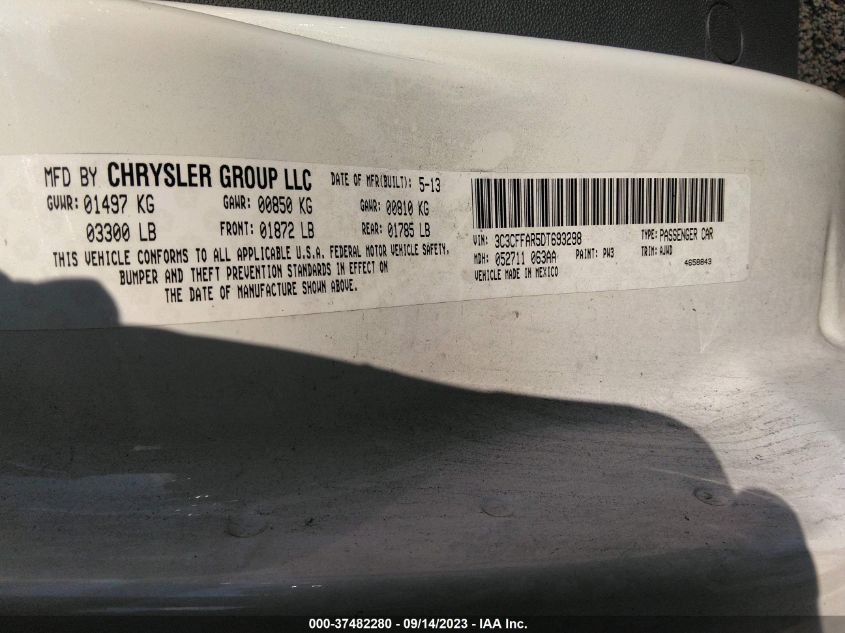 MFD BY CHRYSLER GROUP LLC DATE OF MFR(BUILT): 5-13
GVWR: 01497 KG GAWR: 00850 KG GAWR: 00810 KG
03300 LB FRONT: 01872 LB REAR: 01785 LB
THIS VEHICLE CONFORMS TO ALL APPLICABLE U.S.A. FEDERAL MOTOR VEHICLE SAFETY,
BUMPER AND THEFT PREVENTION STANDARDS IN EFFECT ON
THE DATE OF MANUFACTURE SHOWN ABOVE.
VIN: 3C3CFFAR5DT693298 TYPE: PASSENGER CAR
MDH: 052711 063AA PAINT: PW3 TRIM: AJWD
VEHICLE MADE IN MEXICO 4658843
000-37482280 - 09/14/2023 - IAA Inc.